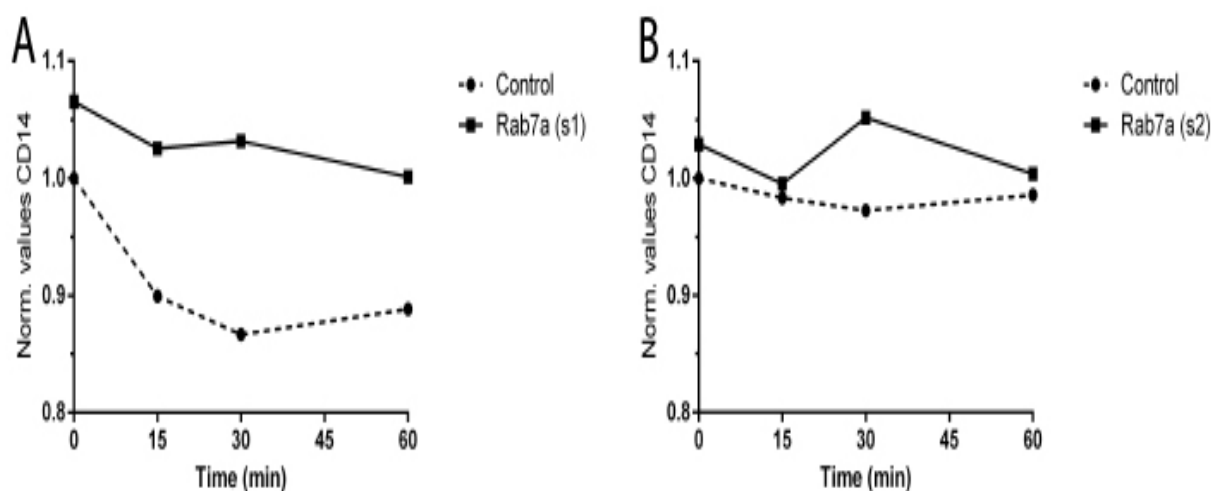 A
Norm. values CD14
1.1
1.0
0.9
0.8
0
15
30
45
60
Time (min)
Control
Rab7a (s1)
B
Norm. values CD14
1.1
1.0
0.9
0.8
0
15
30
45
60
Time (min)
Control
Rab7a (s2)